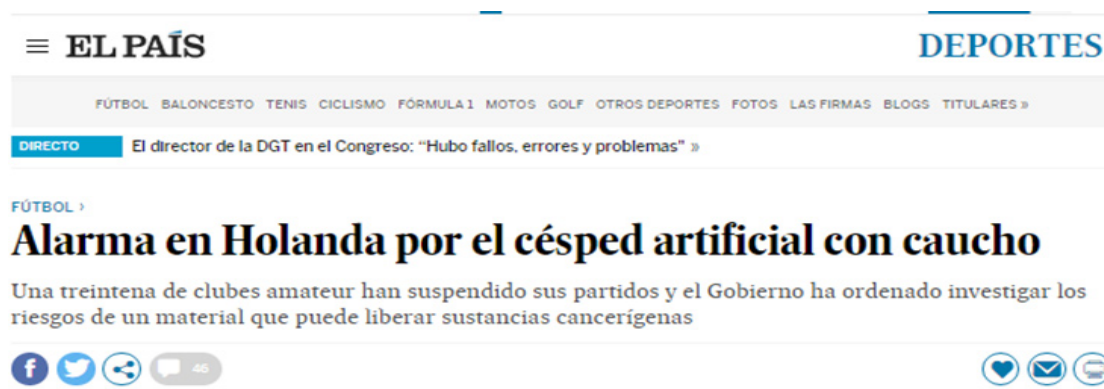 EL PAÍS DEPORTES
FÚTBOL BALONCESTO TENIS CICLISMO FÓRMULA 1 MOTOS GOLF OTROS DEPORTES FOTOS LAS FIRMAS BLOGS TITULARES »
DIRECTO El director de la DGT en el Congreso: “Hubo fallos, errores y problemas” »
FÚTBOL ›
Alarma en Holanda por el césped artificial con caucho
Una treintena de clubes amateur han suspendido sus partidos y el Gobierno ha ordenado investigar los
riesgos de un material que puede liberar sustancias cancerígenas
46